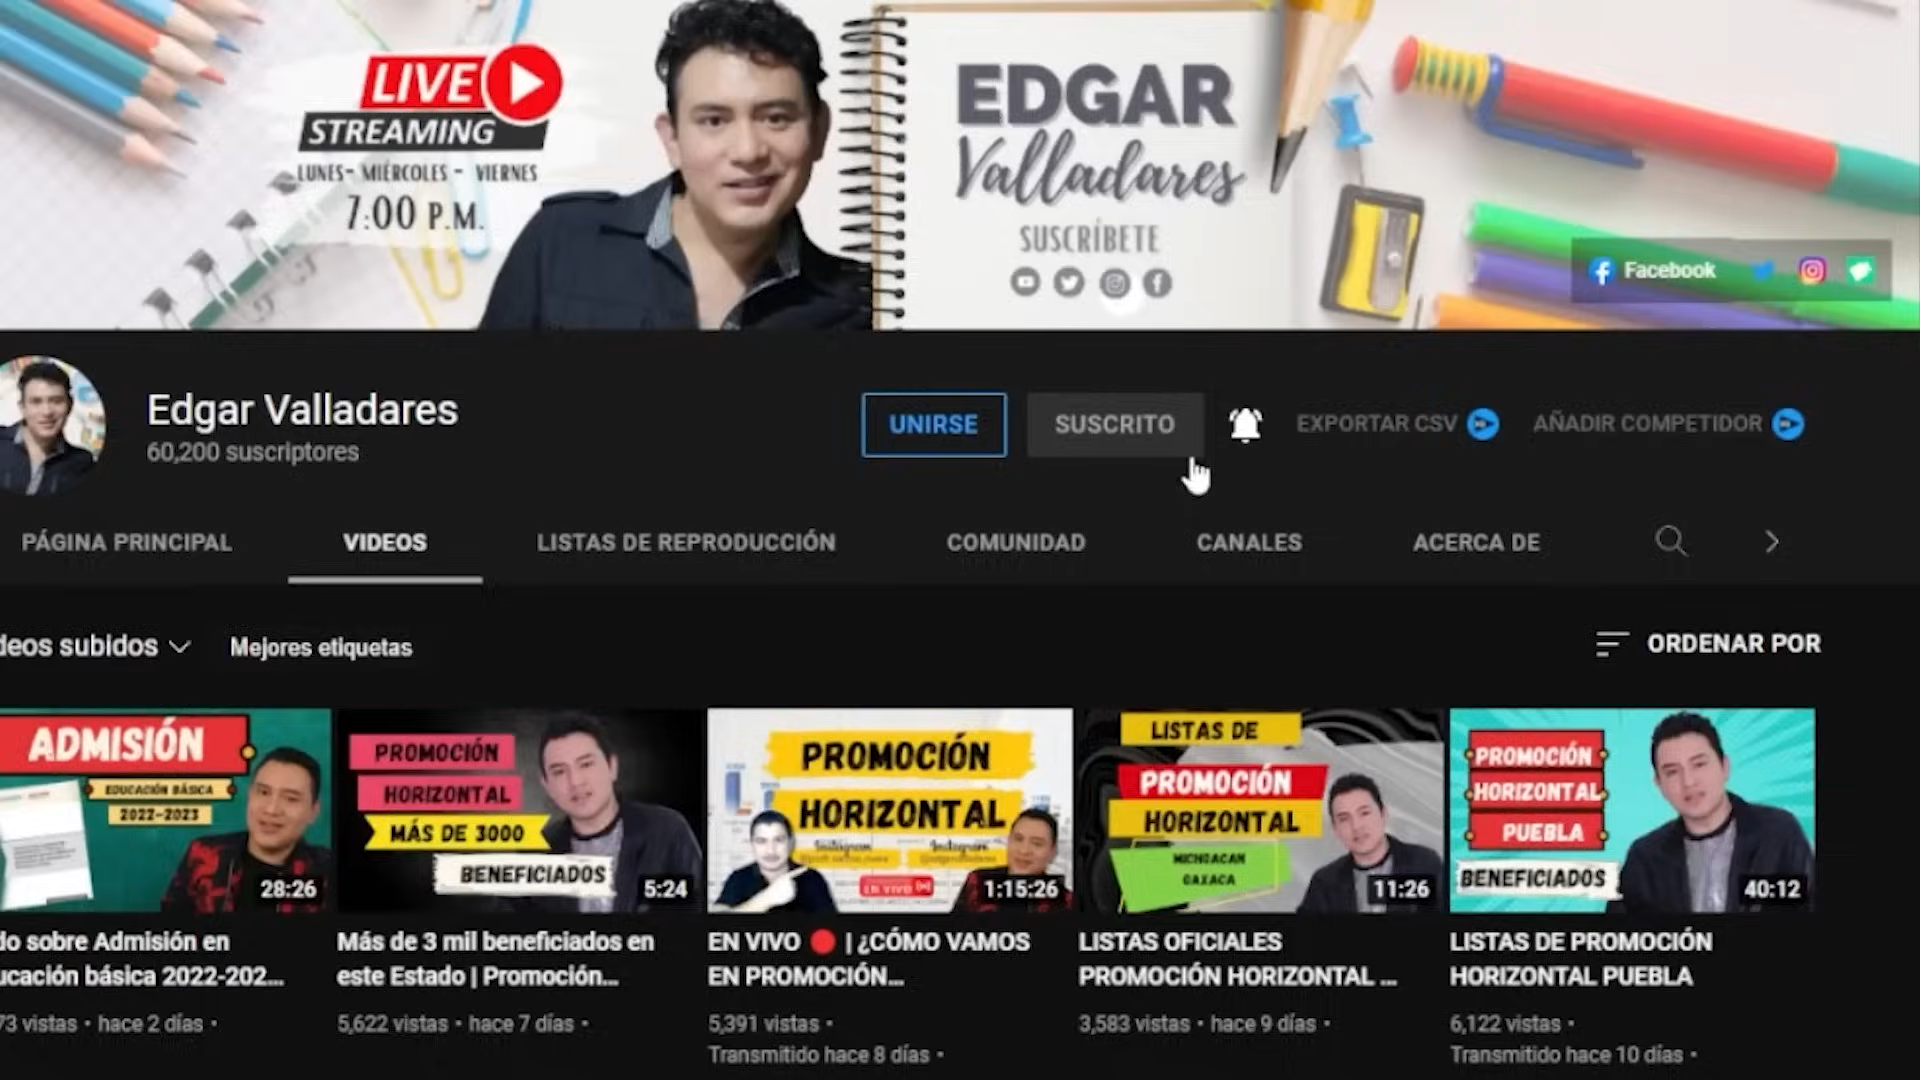 LIVE
STREAMING
LUNES- MIÉRCOLES - VIERNES
7:00 P.M.
EDGAR
Valladares
SUSCRÍBETE
Facebook
Edgar Valladares
60,200 suscriptores
UNIRSE
SUSCRITO
EXPORTAR CSV
AÑADIR COMPETIDOR
PÁGINA PRINCIPAL
VIDEOS
LISTAS DE REPRODUCCIÓN
COMUNIDAD
CANALES
ACERCA DE
deos subidos
Mejores etiquetas
ORDENAR POR
ADMISIÓN
EDUCACIÓN BÁSICA
2022-2023
28:26
PROMOCIÓN
HORIZONTAL
MÁS DE 3000
BENEFICIADOS
5:24
PROMOCIÓN
HORIZONTAL
Instagram
Instagram
EN VIVO
1:15:26
LISTAS DE
PROMOCIÓN
HORIZONTAL
MICHOACAN
OAXACA
11:26
PROMOCIÓN
HORIZONTAL
PUEBLA
BENEFICIADOS
40:12
do sobre Admisión en
ucación básica 2022-202...
73 vistas • hace 2 días •
Más de 3 mil beneficiados en
este Estado | Promoción...
5,622 vistas • hace 7 días •
EN VIVO 🔴 | ¿CÓMO VAMOS
EN PROMOCIÓN...
5,391 vistas •
Transmitido hace 8 días •
LISTAS OFICIALES
PROMOCIÓN HORIZONTAL ...
3,583 vistas • hace 9 días •
LISTAS DE PROMOCIÓN
HORIZONTAL PUEBLA
6,122 vistas •
Transmitido hace 10 días •